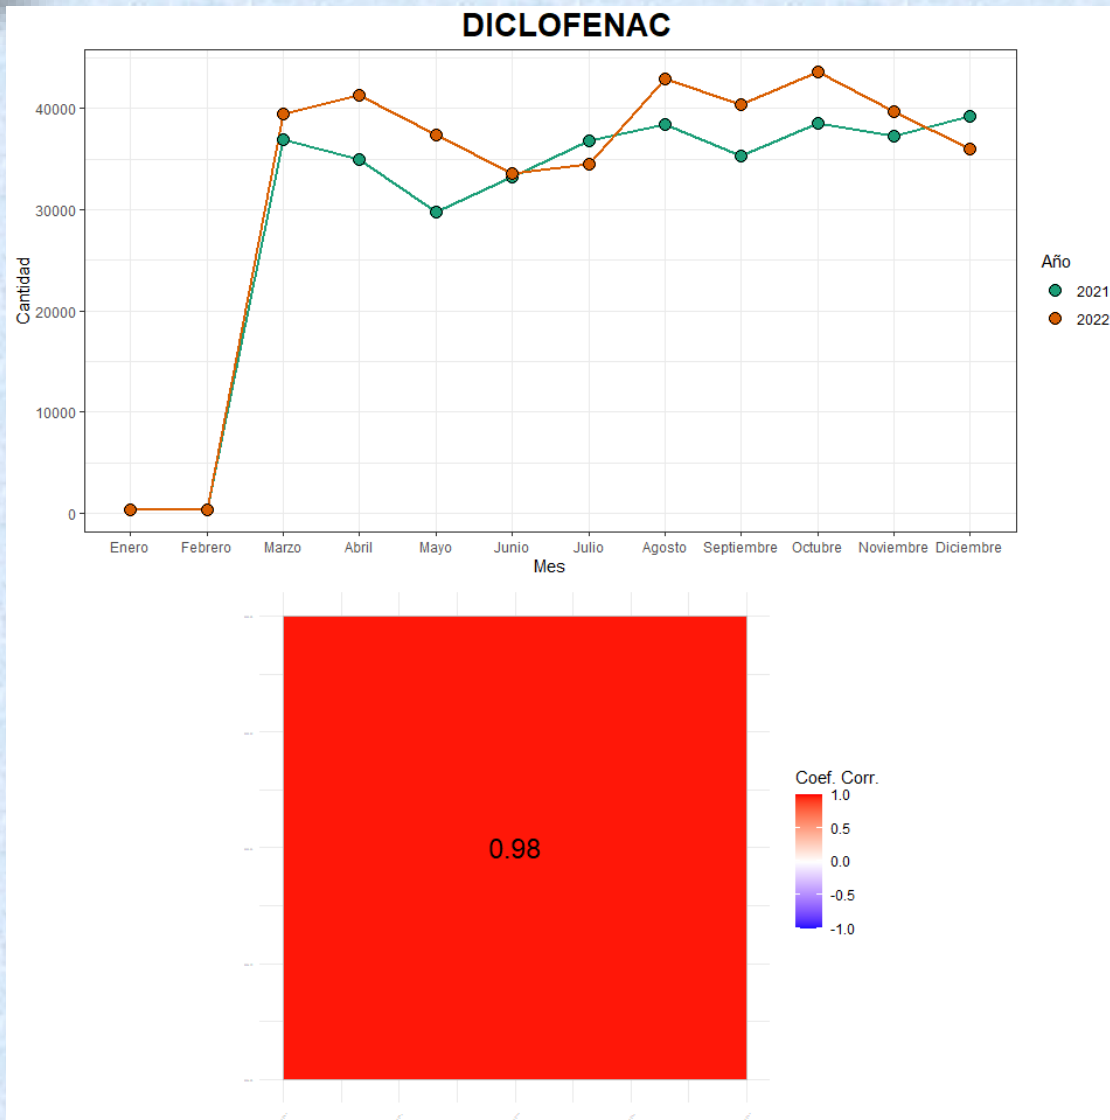 DICLOFENAC
Cantidad
40000
30000
20000
10000
0
Enero Febrero Marzo Abril Mayo Junio Julio Agosto Septiembre Octubre Noviembre Diciembre
Mes
Año
2021
2022
0.98
Coef. Corr.
1.0
0.5
0.0
-0.5
-1.0